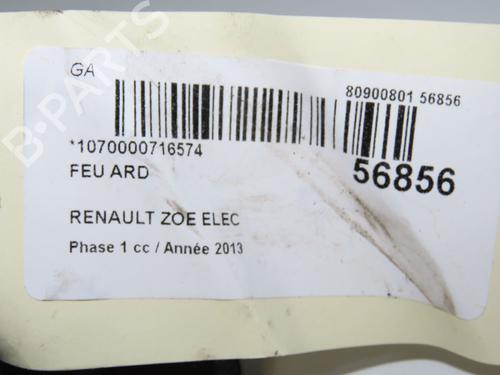 GA
80900801 56856
*1070000716574
FEU ARD
56856
RENAULT ZOE ELEC
Phase 1 cc / Année 2013
B-PARTS